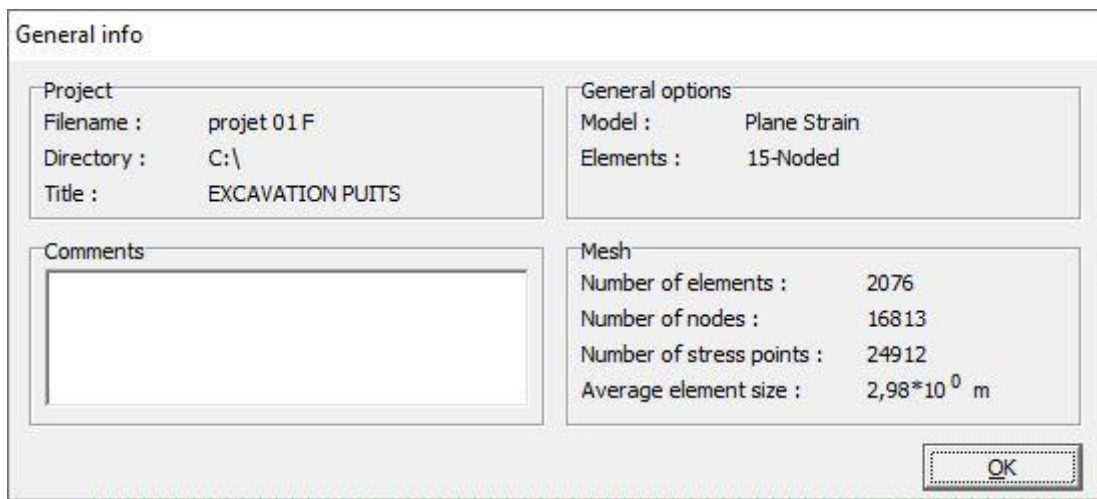 General info
Project
Filename : projet 01 F
Directory : C:\
Title : EXCAVATION PUITS
General options
Model : Plane Strain
Elements : 15-Noded
Comments
Mesh
Number of elements : 2076
Number of nodes : 16813
Number of stress points : 24912
Average element size : 2,98*10⁰ m
OK